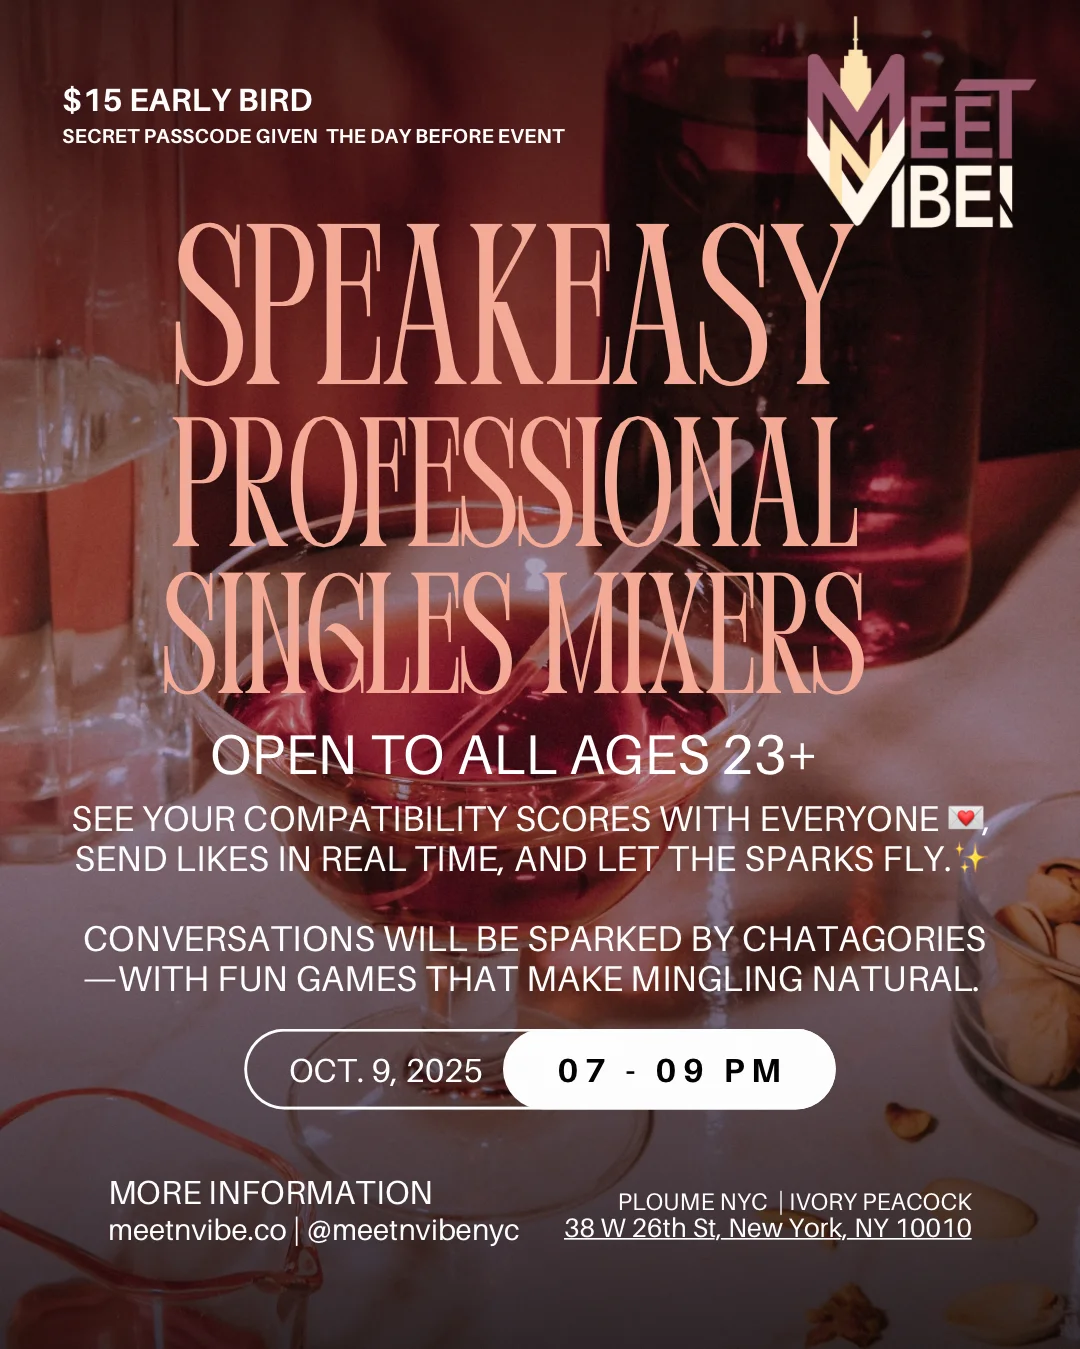 $15 EARLY BIRD
SECRET PASSCODE GIVEN THE DAY BEFORE EVENT
MEET
N
VIBE!
SPEAKEASY
PROFESSIONAL
SINGLES MIXERS
OPEN TO ALL AGES 23+
SEE YOUR COMPATIBILITY SCORES WITH EVERYONE 💌,
SEND LIKES IN REAL TIME, AND LET THE SPARKS FLY.✨
CONVERSATIONS WILL BE SPARKED BY CHATAGORIES
—WITH FUN GAMES THAT MAKE MINGLING NATURAL.
OCT. 9, 2025
07 - 09 PM
MORE INFORMATION
meetnvibe.co | @meetnvibenyc
PLOUME NYC | IVORY PEACOCK
38 W 26th St, New York, NY 10010